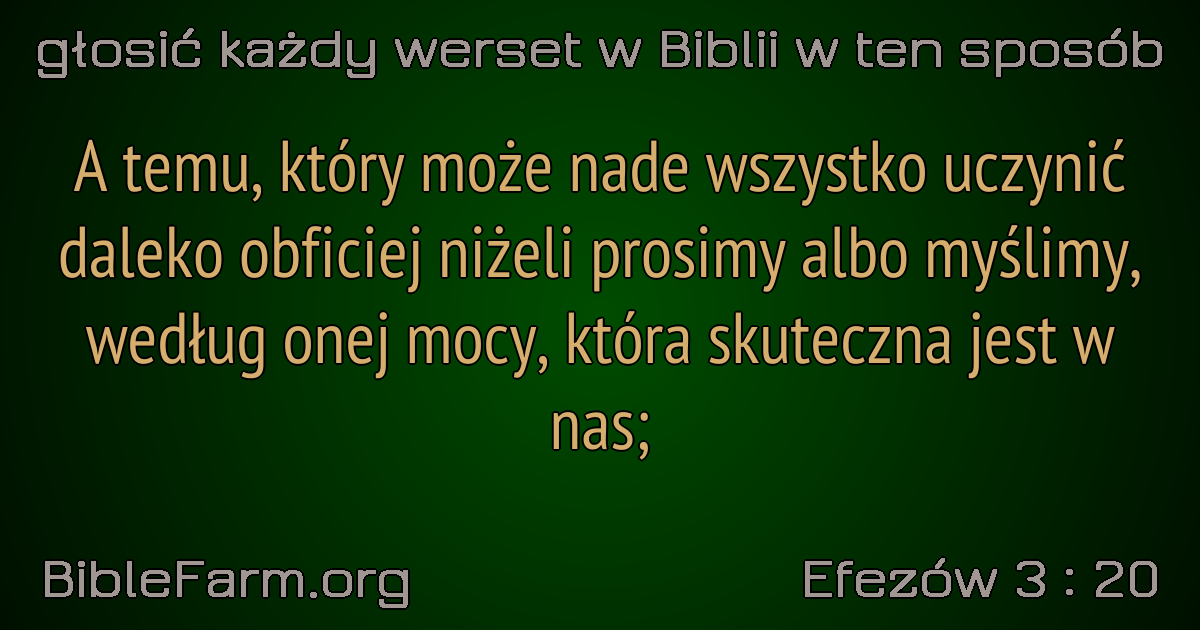 głosić każdy werset w Biblii w ten sposób
A temu, który może nade wszystko uczynić
daleko obficiej niżeli prosimy albo myślimy,
według onej mocy, która skuteczna jest w
nas;
BibleFarm.org
Efezów 3 : 20